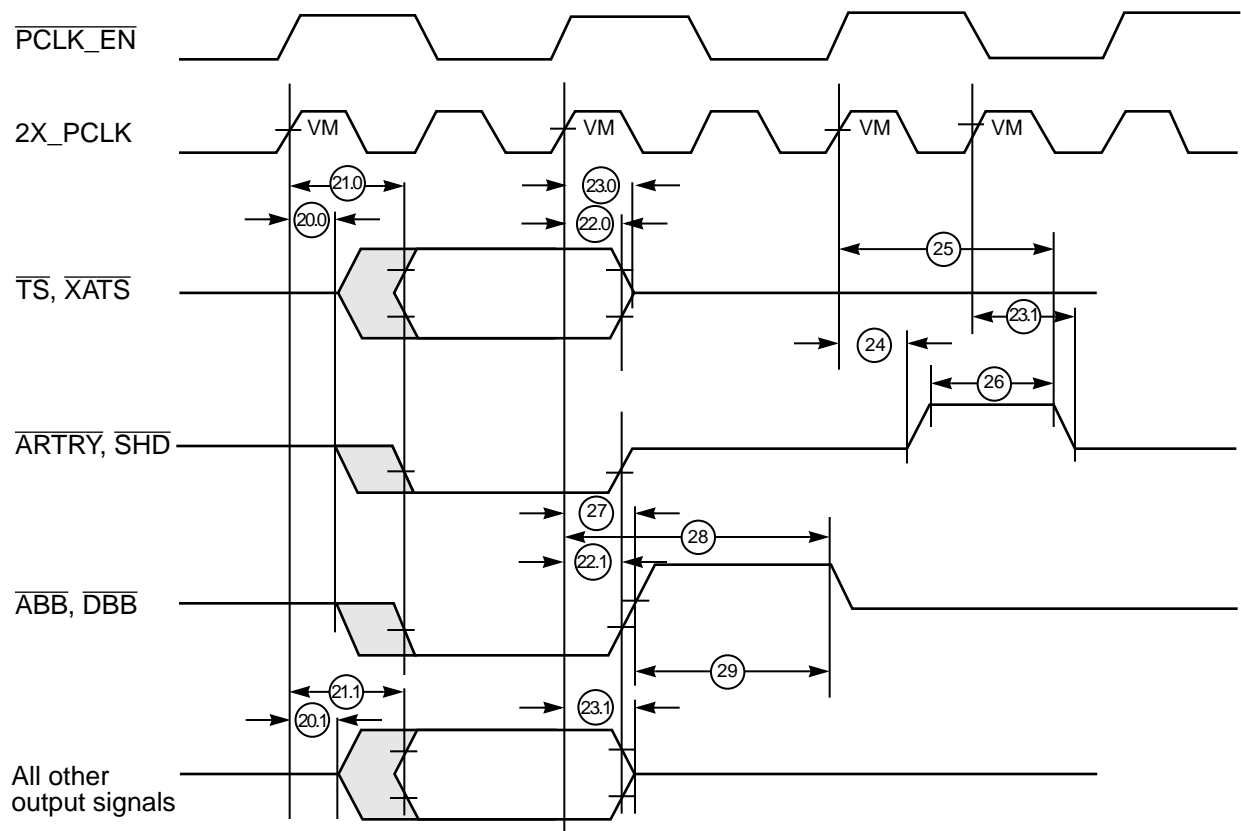 PCLK_EN
2X_PCLK
VM
VM
VM
VM
21.0
23.0
20.0
22.0
25
TS, XATS
23.1
24
26
ARTRY, SHD
27
28
22.1
ABB, DBB
29
21.1
23.1
20.1
All other
output signals